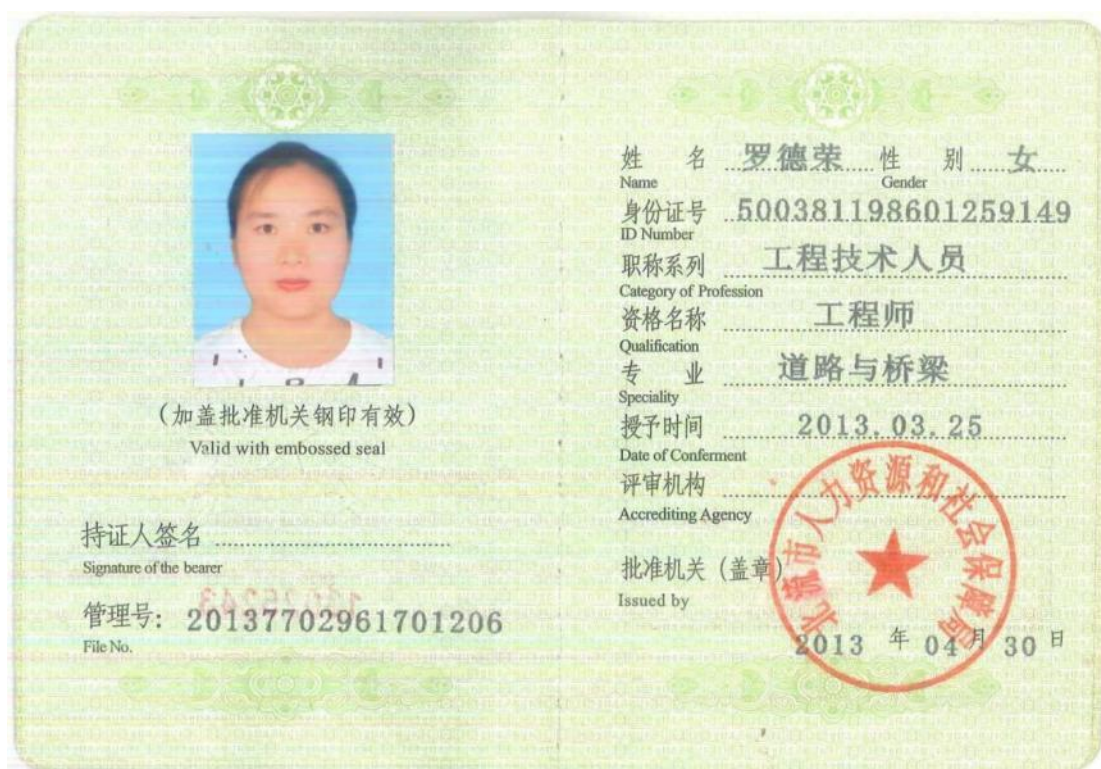 (加盖批准机关钢印有效)
Valid with embossed seal
持证人签名
Signature of the bearer
管理号: 20137702961701206
File No.
姓 名 罗德荣 性 别 女
Name Gender
身份证号 500381198601259149
ID Number
职称系列 工程技术人员
Category of Profession
资格名称 工程师
Qualification
专 业 道路与桥梁
Speciality
授予时间 2013.03.25
Date of Conferment
评审机构
Accrediting Agency
批准机关 (盖章)
Issued by
市人力资源和社会保障局
2013 年 04 月 30 日